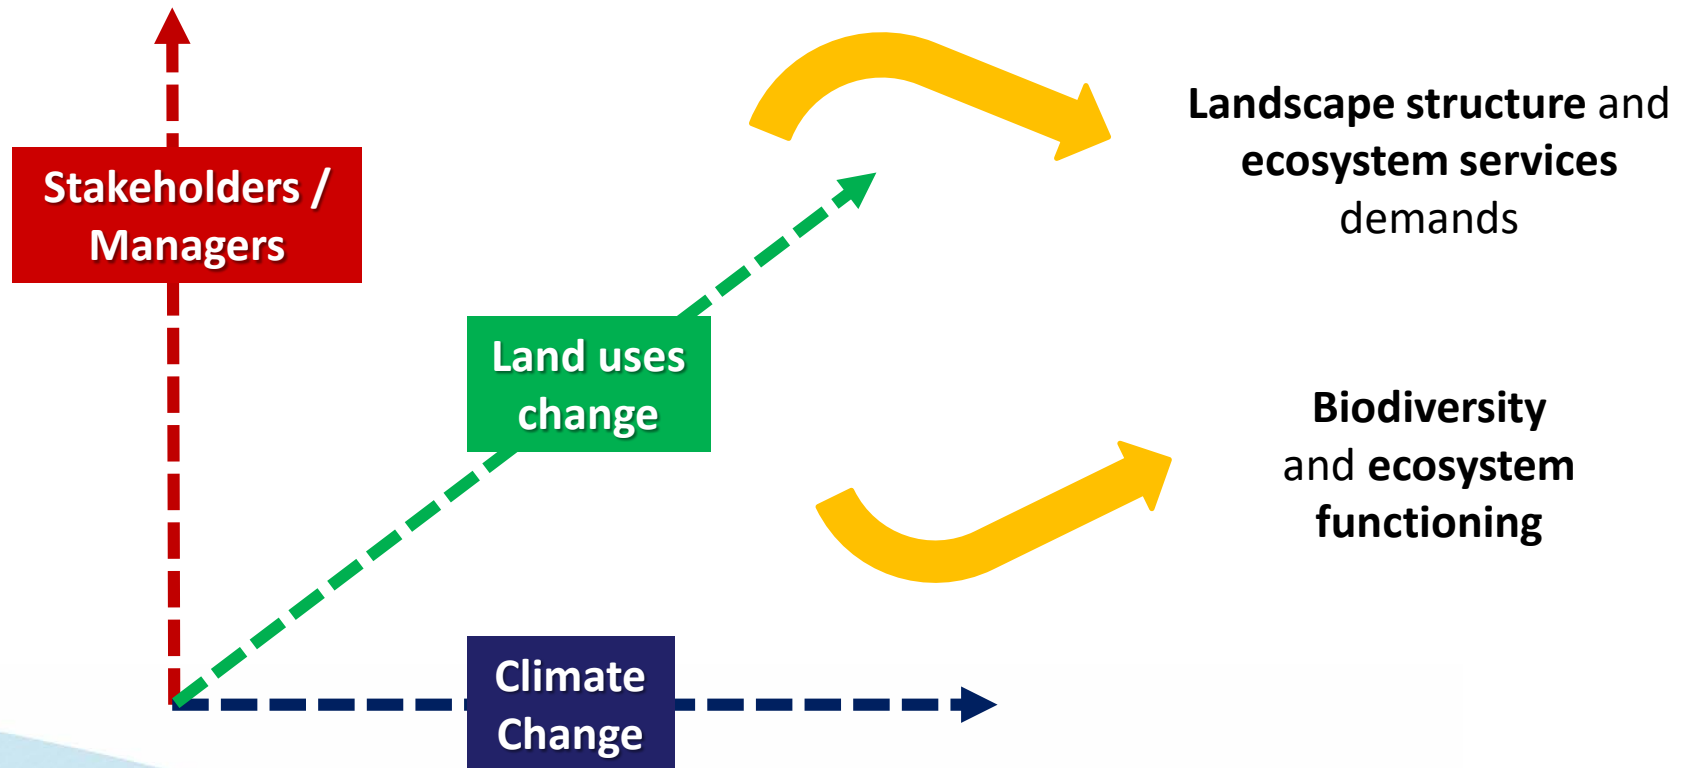 Stakeholders /
Managers
Land uses
change
Climate
Change
Landscape structure and
ecosystem services
demands
Biodiversity
and ecosystem
functioning